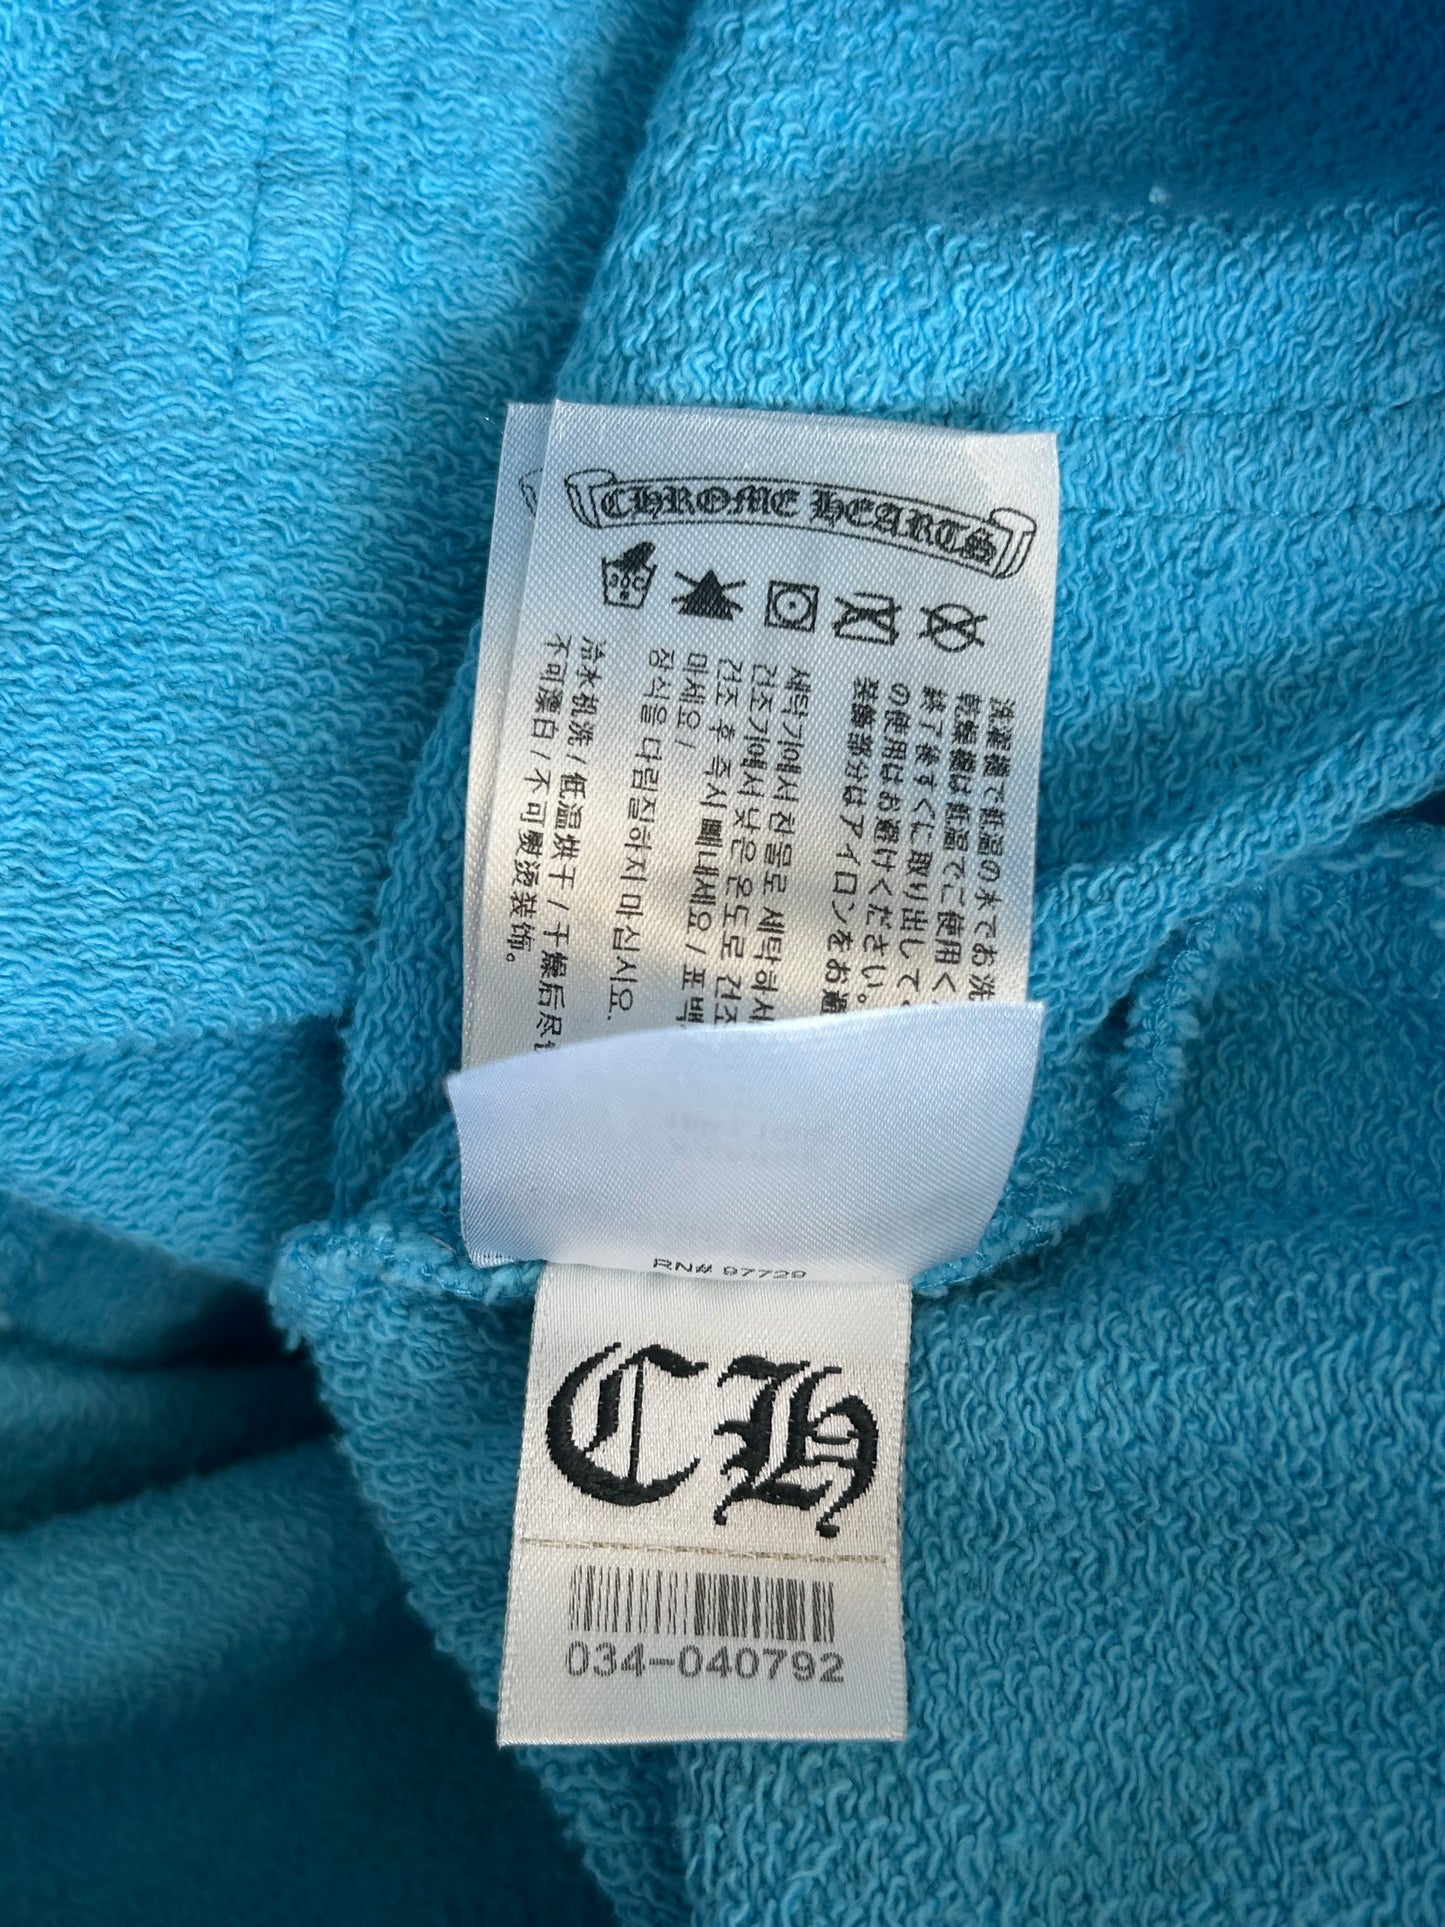 CHROME HEARTS
30C
洗濯機で低温の水でお洗
乾燥機は低温でご使用く
終了後すぐに取り出して
の使用はお避けください。
装飾部分はアイロンをお避
세탁기에서 찬물로 세탁하시
건조기에서 낮은 온도로 건조
건조 후 즉시 빼내세요 / 표백
마세요 /
장식을 다림질하지 마십시요.
冷水机洗 / 低温烘干 / 干燥后尽
不可漂白 / 不可熨烫装饰。
RN# 97729
CH
034-040792